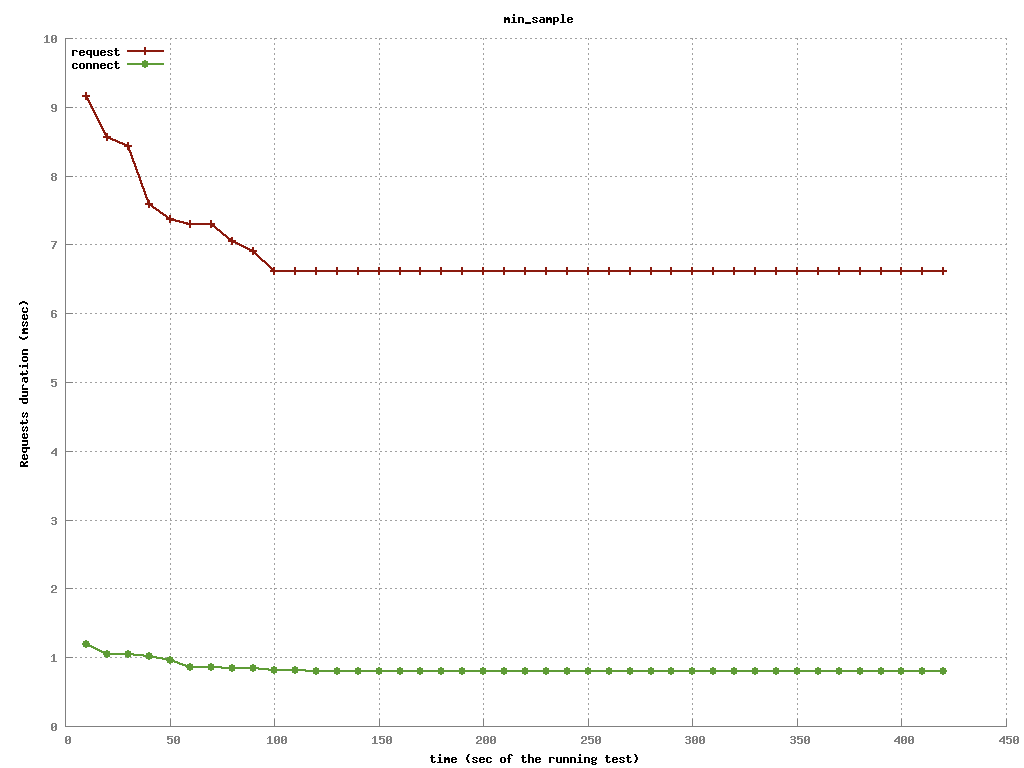 min_sample
request
connect
10
9
8
7
6
5
4
3
2
1
0
Requests duration (msec)
0 50 100 150 200 250 300 350 400 450
time (sec of the running test)